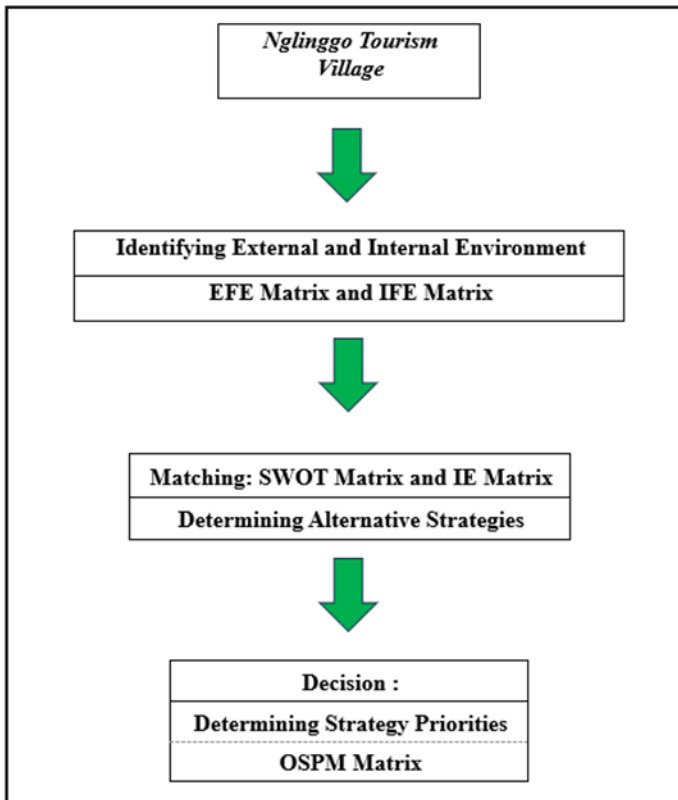 Nglinggo Tourism
Village
Identifying External and Internal Environment
EFE Matrix and IFE Matrix
Matching: SWOT Matrix and IE Matrix
Determining Alternative Strategies
Decision :
Determining Strategy Priorities
OSPM Matrix